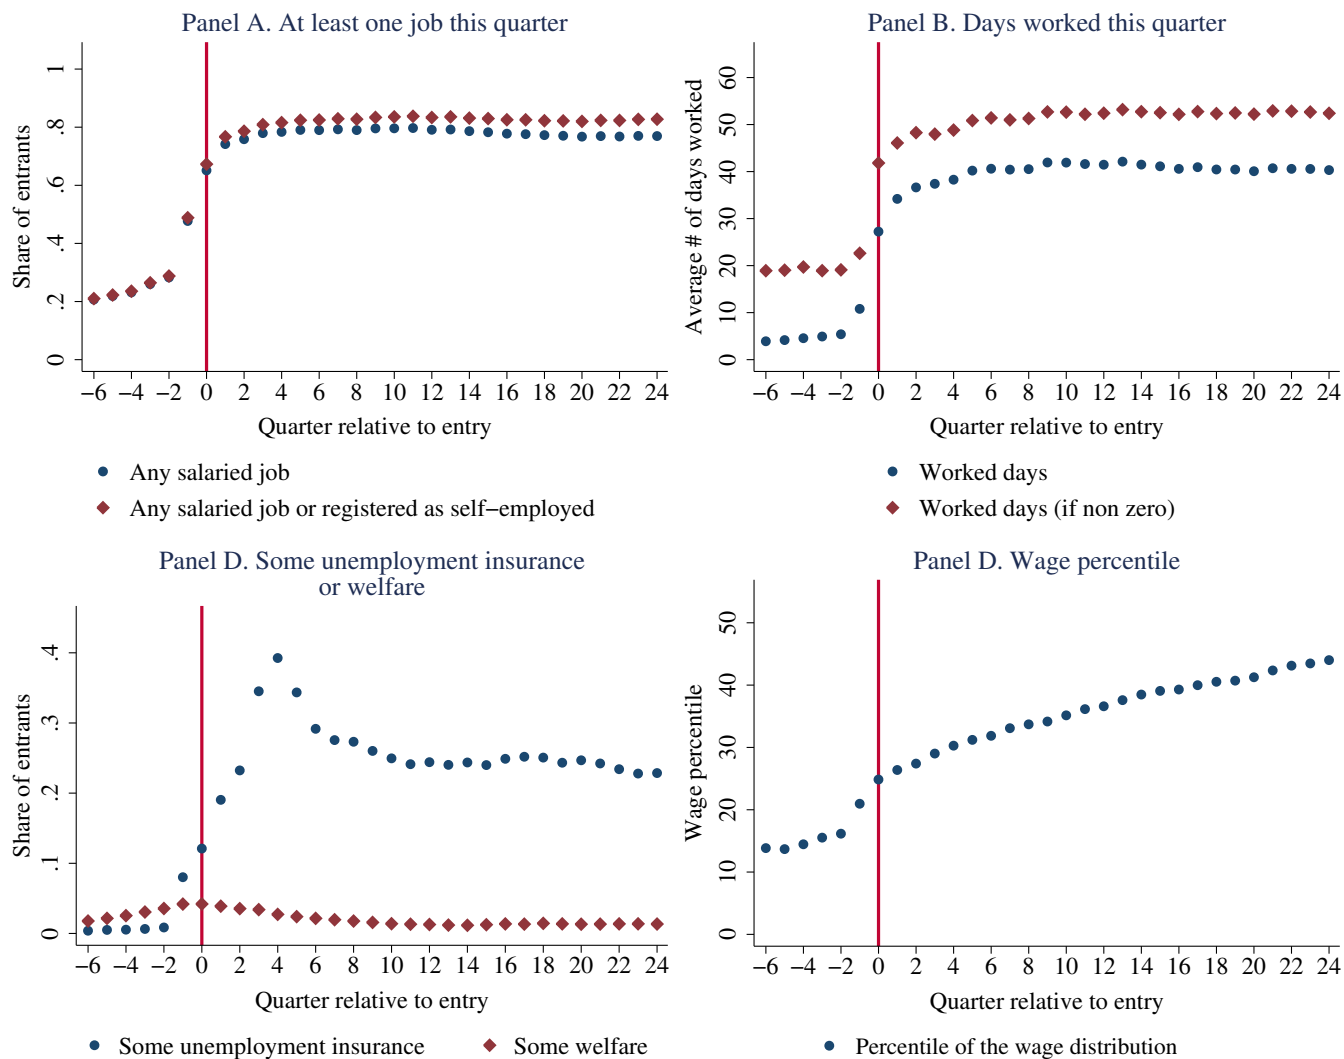 Panel A. At least one job this quarter
Share of entrants
0 .2 .4 .6 .8 1
−6 −4 −2 0 2 4 6 8 10 12 14 16 18 20 22 24
Quarter relative to entry
Any salaried job
Any salaried job or registered as self−employed
Panel B. Days worked this quarter
Average # of days worked
0 10 20 30 40 50 60
−6 −4 −2 0 2 4 6 8 10 12 14 16 18 20 22 24
Quarter relative to entry
Worked days
Worked days (if non zero)
Panel D. Some unemployment insurance
or welfare
Share of entrants
0 .1 .2 .3 .4
−6 −4 −2 0 2 4 6 8 10 12 14 16 18 20 22 24
Quarter relative to entry
Some unemployment insurance
Some welfare
Panel D. Wage percentile
Wage percentile
0 10 20 30 40 50
−6 −4 −2 0 2 4 6 8 10 12 14 16 18 20 22 24
Quarter relative to entry
Percentile of the wage distribution